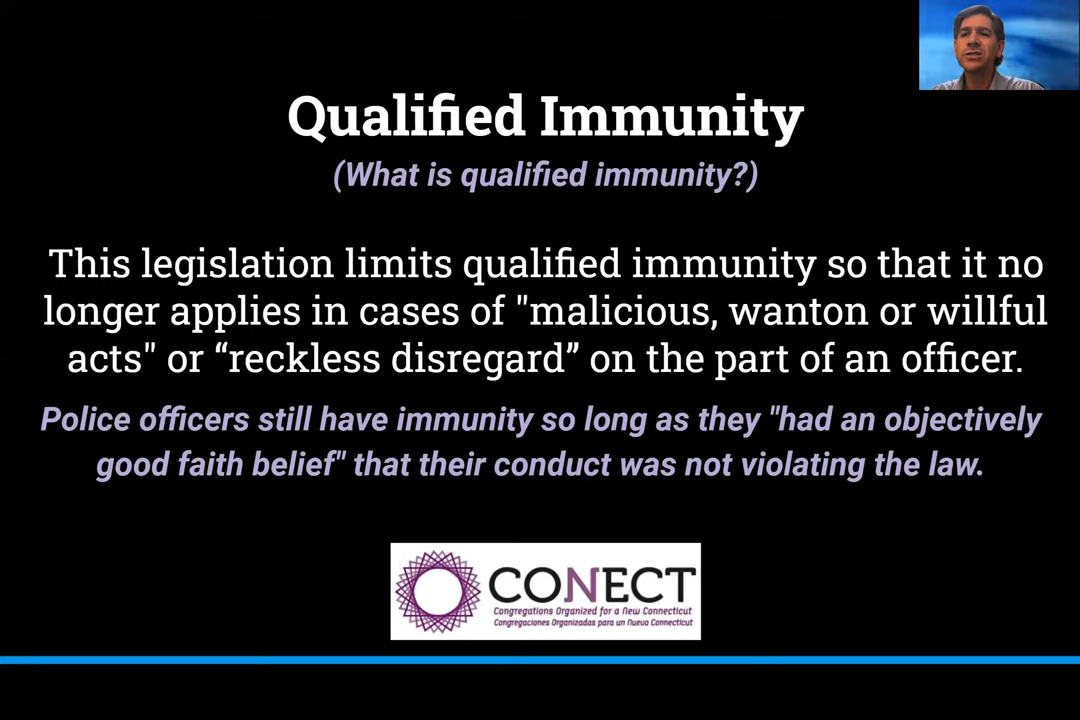 Qualified Immunity
(What is qualified immunity?)
This legislation limits qualified immunity so that it no
longer applies in cases of "malicious, wanton or willful
acts" or “reckless disregard” on the part of an officer.
Police officers still have immunity so long as they "had an objectively
good faith belief" that their conduct was not violating the law.
CONECT
Congregations Organized for a New Connecticut
Congregaciones Organizadas para un Nuevo Connecticut